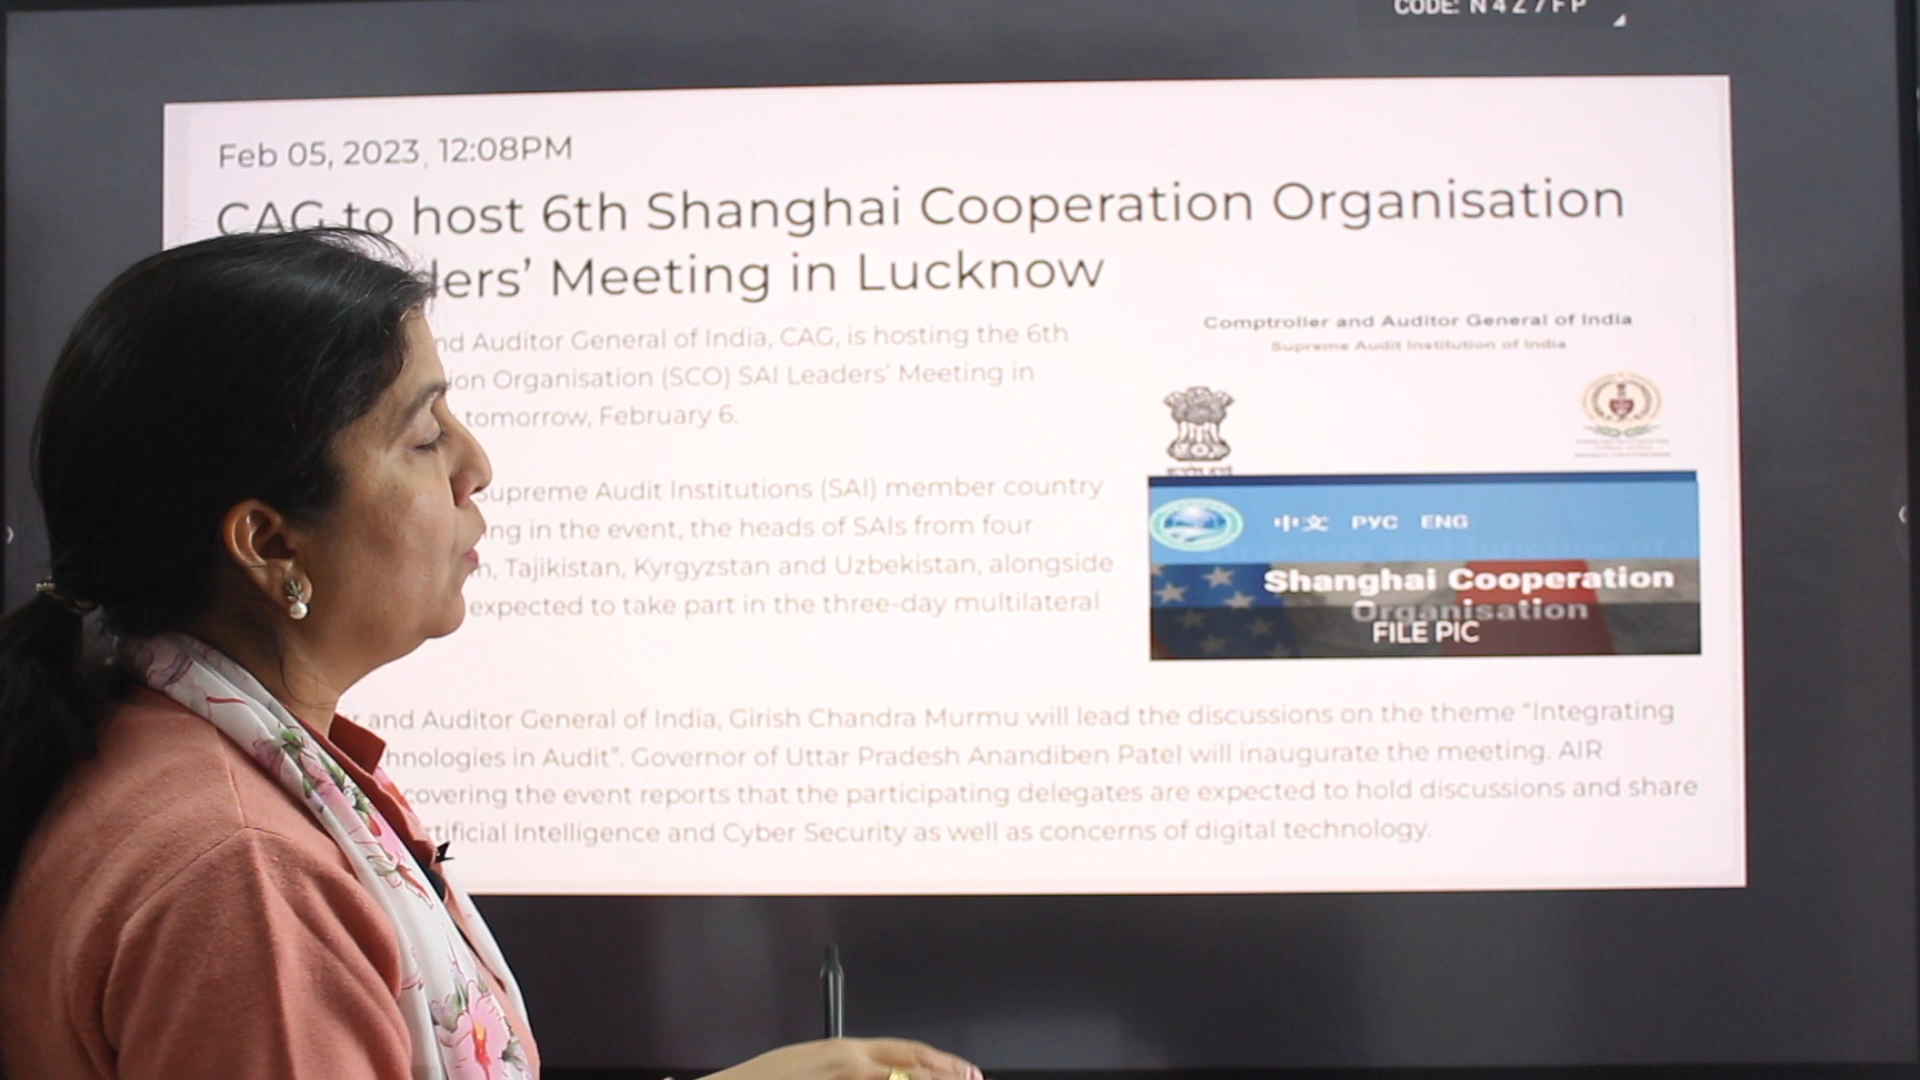 CODE: N4Z7FP
Feb 05, 2023, 12:08PM
CAG to host 6th Shanghai Cooperation Organisation
ders’ Meeting in Lucknow
nd Auditor General of India, CAG, is hosting the 6th
ion Organisation (SCO) SAI Leaders’ Meeting in
tomorrow, February 6.
Supreme Audit Institutions (SAI) member country
ng in the event, the heads of SAIs from four
n, Tajikistan, Kyrgyzstan and Uzbekistan, alongside
expected to take part in the three-day multilateral
Comptroller and Auditor General of India
Supreme Audit Institution of India
中文 РУС ENG
Shanghai Cooperation
Organisation
FILE PIC
r and Auditor General of India, Girish Chandra Murmu will lead the discussions on the theme “Integrating
hnologies in Audit”. Governor of Uttar Pradesh Anandiben Patel will inaugurate the meeting. AIR
covering the event reports that the participating delegates are expected to hold discussions and share
tificial Intelligence and Cyber Security as well as concerns of digital technology.